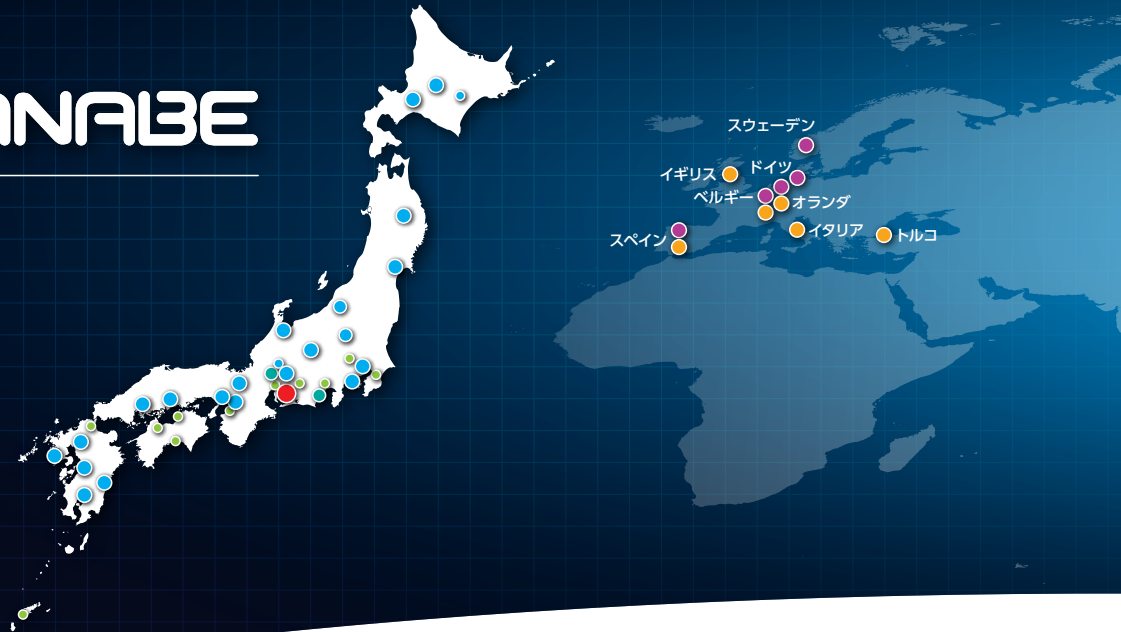 ANABE
スウェーデン
イギリス
ドイツ
ベルギー
オランダ
スペイン
イタリア
トルコ